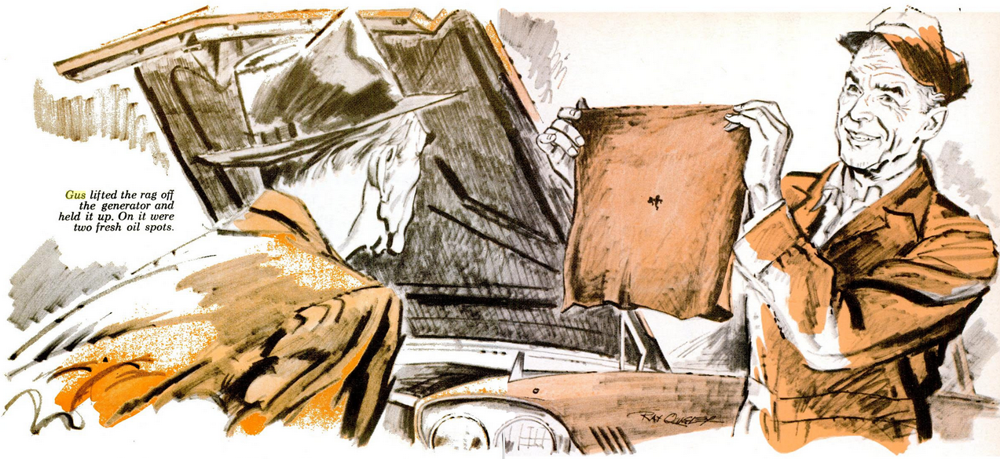 Gus lifted the rag off
the generator and
held it up. On it were
two fresh oil spots.
RAY QUIGLEY